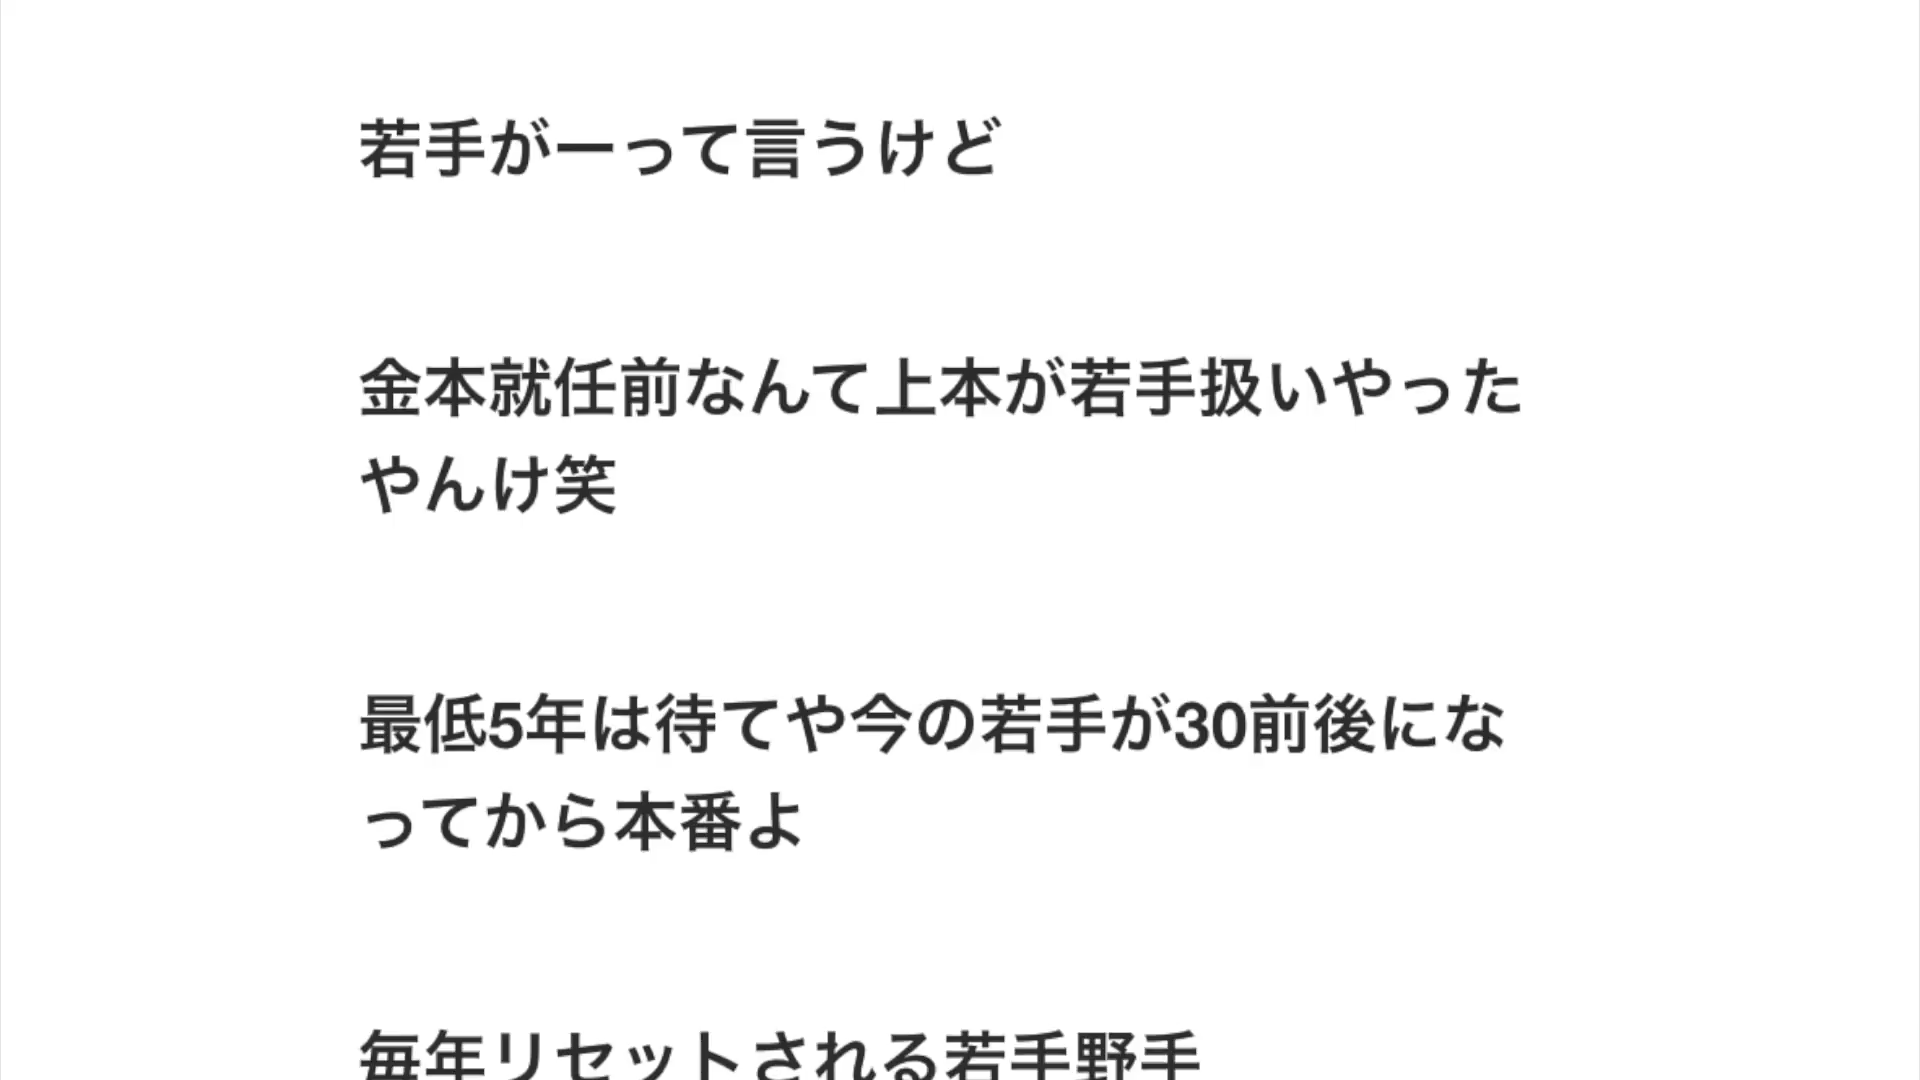 若手がーって言うけど
金本就任前なんて上本が若手扱いやった
やんけ笑
最低5年は待てや今の若手が30前後にな
ってから本番よ
毎年リセットされる若手野手